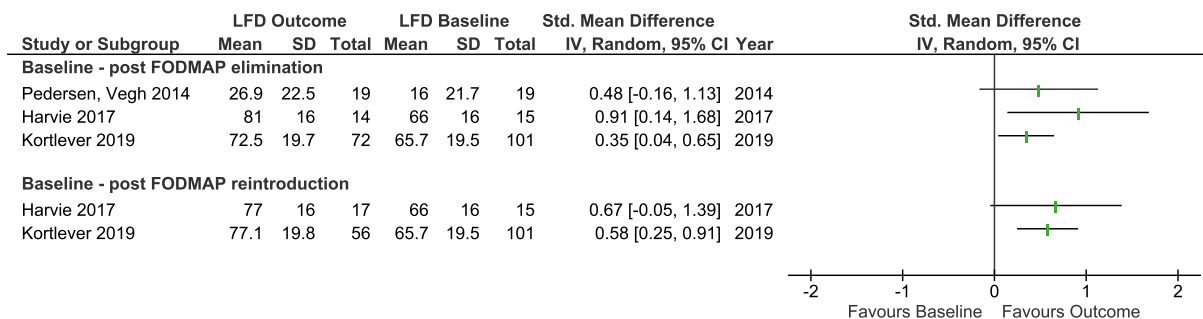 LFD Outcome LFD Baseline Std. Mean Difference Std. Mean Difference
Study or Subgroup Mean SD Total Mean SD Total IV, Random, 95% CI Year IV, Random, 95% CI
Baseline - post FODMAP elimination
Pedersen, Vegh 2014 26.9 22.5 19 16 21.7 19 0.48 [-0.16, 1.13] 2014
Harvie 2017 81 16 14 66 16 15 0.91 [0.14, 1.68] 2017
Kortlever 2019 72.5 19.7 72 65.7 19.5 101 0.35 [0.04, 0.65] 2019
Baseline - post FODMAP reintroduction
Harvie 2017 77 16 17 66 16 15 0.67 [-0.05, 1.39] 2017
Kortlever 2019 77.1 19.8 56 65.7 19.5 101 0.58 [0.25, 0.91] 2019
-2 -1 0 1 2
Favours Baseline Favours Outcome